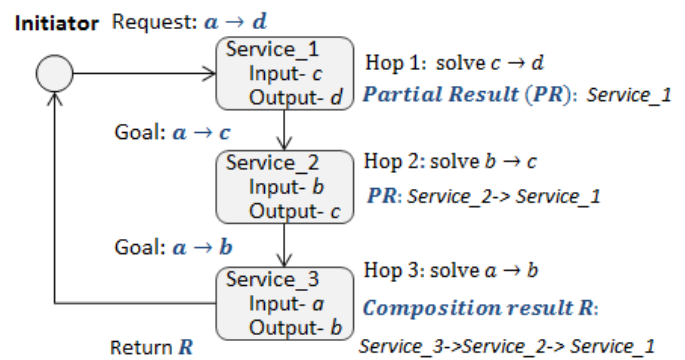 Initiator Request: a → d
Service_1
Input- c
Output- d
Hop 1: solve c → d
Partial Result (PR): Service_1
Goal: a → c
Service_2
Input- b
Output- c
Hop 2: solve b → c
PR: Service_2-> Service_1
Goal: a → b
Service_3
Input- a
Output- b
Hop 3: solve a → b
Composition result R:
Service_3->Service_2-> Service_1
Return R